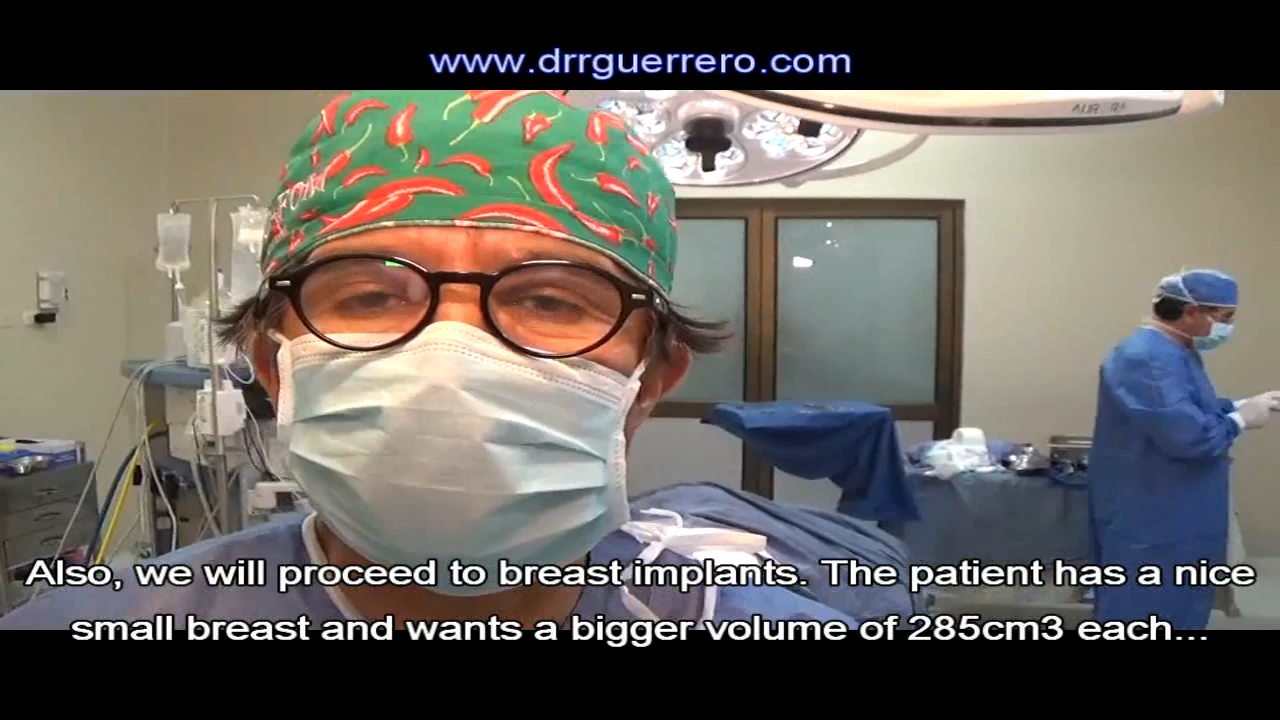 www.drrguerrero.com
Also, we will proceed to breast implants. The patient has a nice
small breast and wants a bigger volume of 285cm3 each...